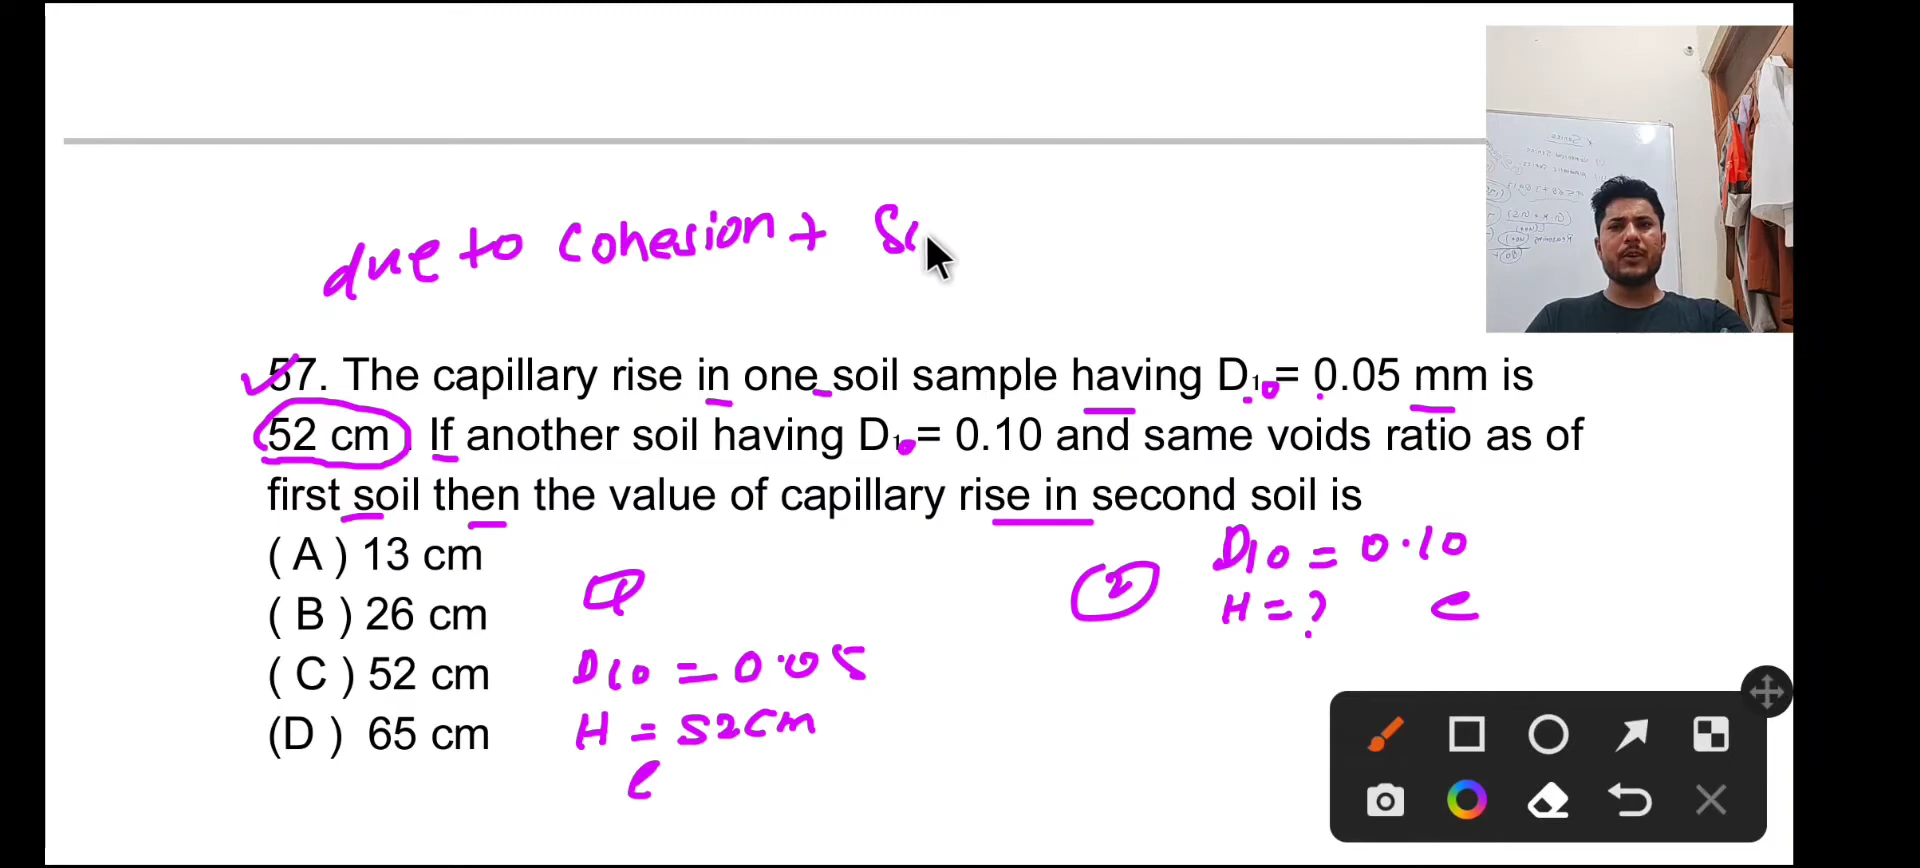 due to cohesion + Su
57. The capillary rise in one soil sample having D₁₀= 0.05 mm is
52 cm. If another soil having D₁₀= 0.10 and same voids ratio as of
first soil then the value of capillary rise in second soil is
( A ) 13 cm
( B ) 26 cm
( C ) 52 cm
(D ) 65 cm
1
D10 = 0.05
H = 52cm
e
2
D10 = 0.10
H = ? e